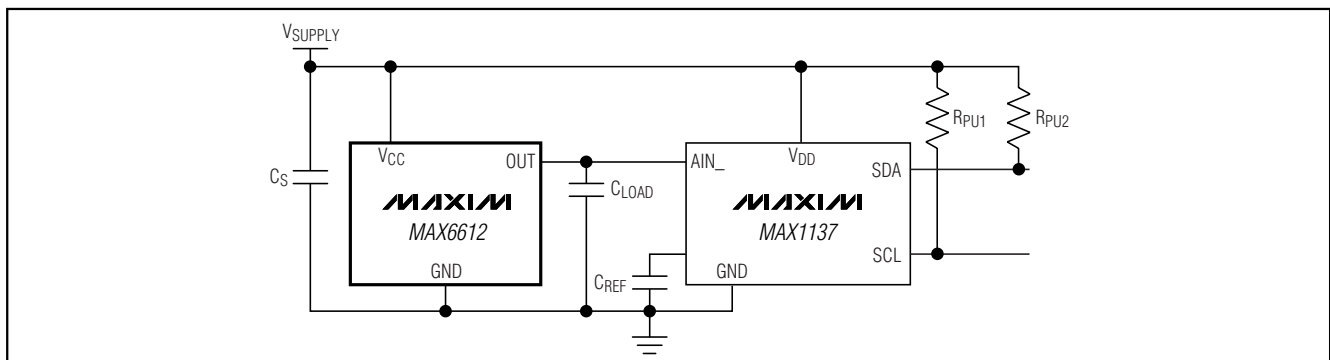 VSUPPLY
RPU1
RPU2
VCC
OUT
AIN_
VDD
SDA
CS
CLOAD
MAXIM
MAX6612
MAXIM
MAX1137
GND
CREF
GND
SCL